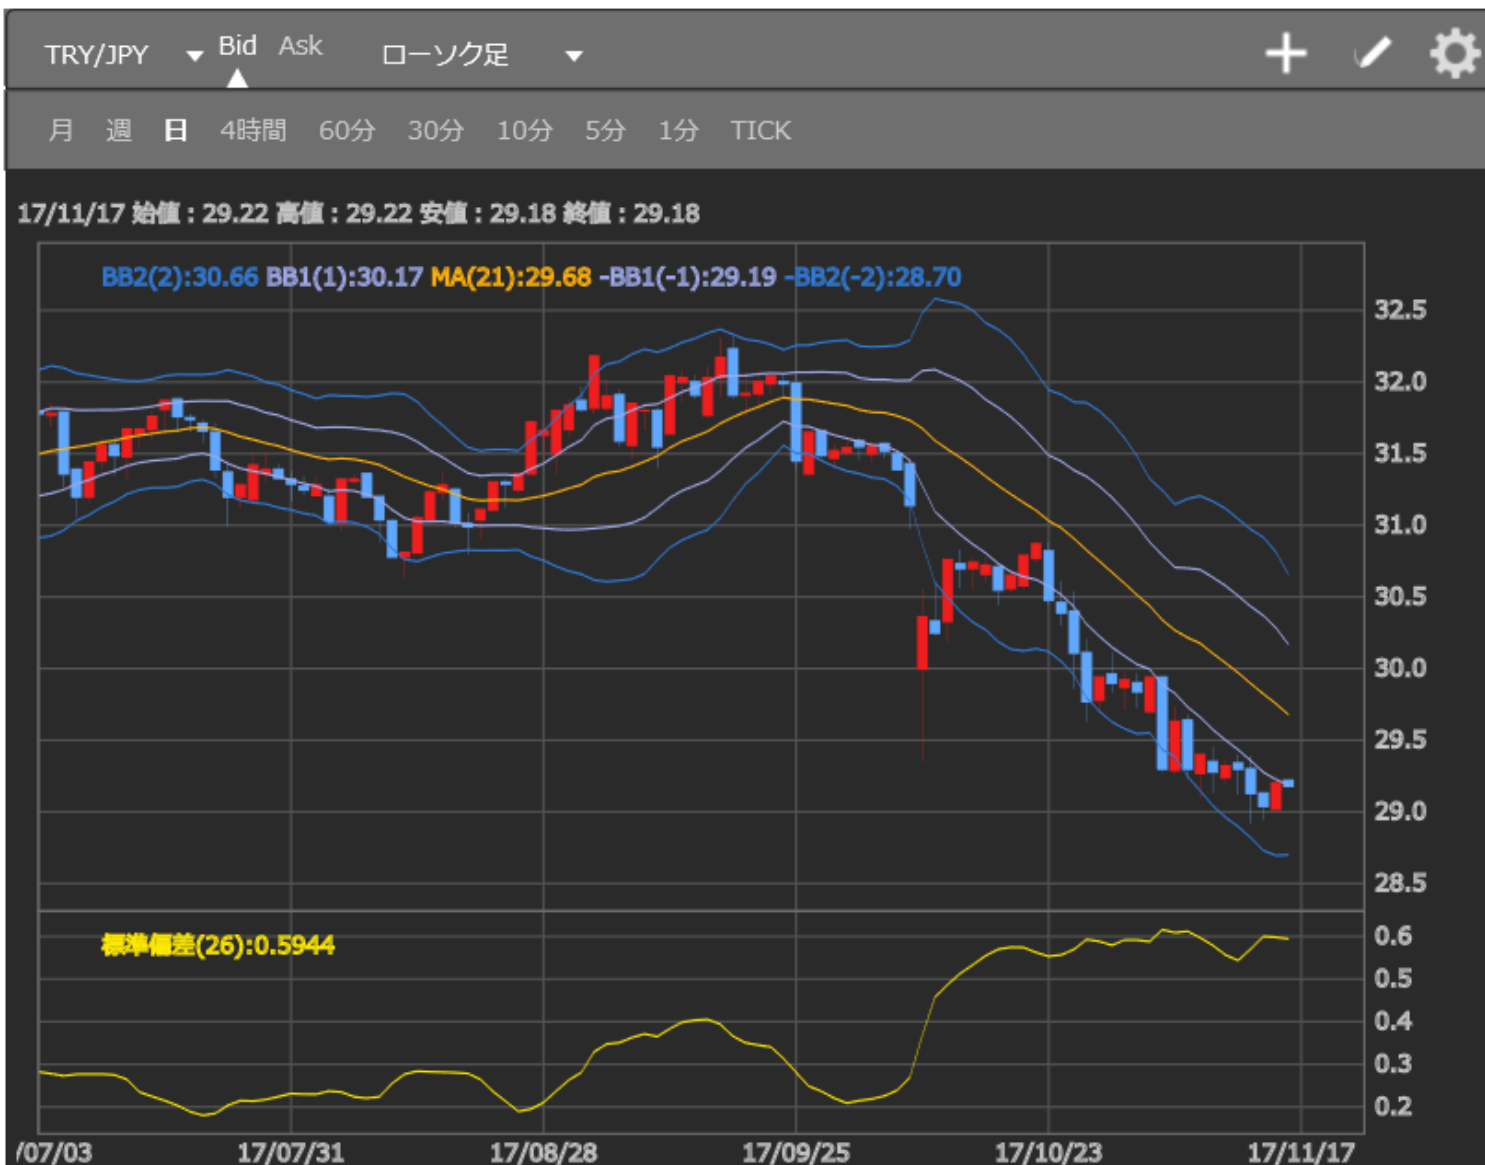 TRY/JPY Bid Ask ローソク足
月 週 日 4時間 60分 30分 10分 5分 1分 TICK
17/11/17 始値 : 29.22 高値 : 29.22 安値 : 29.18 終値 : 29.18
BB2(2):30.66 BB1(1):30.17 MA(21):29.68 -BB1(-1):29.19 -BB2(-2):28.70
32.5
32.0
31.5
31.0
30.5
30.0
29.5
29.0
28.5
標準偏差(26):0.5944
0.6
0.5
0.4
0.3
0.2
/07/03 17/07/31 17/08/28 17/09/25 17/10/23 17/11/17